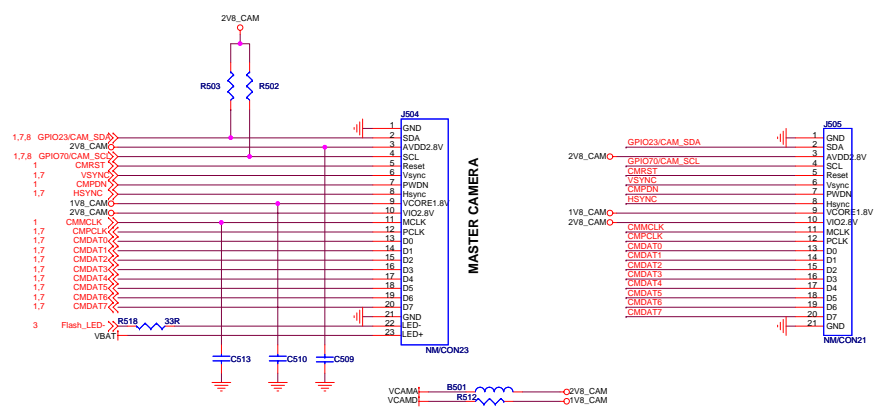 2V8_CAM
R503 R502
J504
1 GND
1,7,8 GPIO23/CAM_SDA 2 SDA
2V8_CAM 3 AVDD2.8V
1,7,8 GPIO70/CAM_SCL 4 SCL
1 CMRST 5 Reset
1,7 VSYNC 6 Vsync
1 CMPDN 7 PWDN
1,7 HSYNC 8 Hsync
1V8_CAM 9 VCORE1.8V
2V8_CAM 10 VIO2.8V
1 CMMCLK 11 MCLK
1,7 CMPCLK 12 PCLK
1,7 CMDAT0 13 D0
1,7 CMDAT1 14 D1
1,7 CMDAT2 15 D2
1,7 CMDAT3 16 D3
1,7 CMDAT4 17 D4
1,7 CMDAT5 18 D5
1,7 CMDAT6 19 D6
1,7 CMDAT7 20 D7
21 GND
3 Flash_LED- R518 33R 22 LED-
VBAT 23 LED+
NM/CON23
MASTER CAMERA
C513 C510 C509
J505
1 GND
GPIO23/CAM_SDA 2 SDA
2V8_CAM 3 AVDD2.8V
GPIO70/CAM_SCL 4 SCL
CMRST 5 Reset
VSYNC 6 Vsync
CMPDN 7 PWDN
HSYNC 8 Hsync
1V8_CAM 9 VCORE1.8V
2V8_CAM 10 VIO2.8V
CMMCLK 11 MCLK
CMPCLK 12 PCLK
CMDAT0 13 D0
CMDAT1 14 D1
CMDAT2 15 D2
CMDAT3 16 D3
CMDAT4 17 D4
CMDAT5 18 D5
CMDAT6 19 D6
CMDAT7 20 D7
21 GND
NM/CON21
VCAMA B501 2V8_CAM
VCAMD R512 1V8_CAM